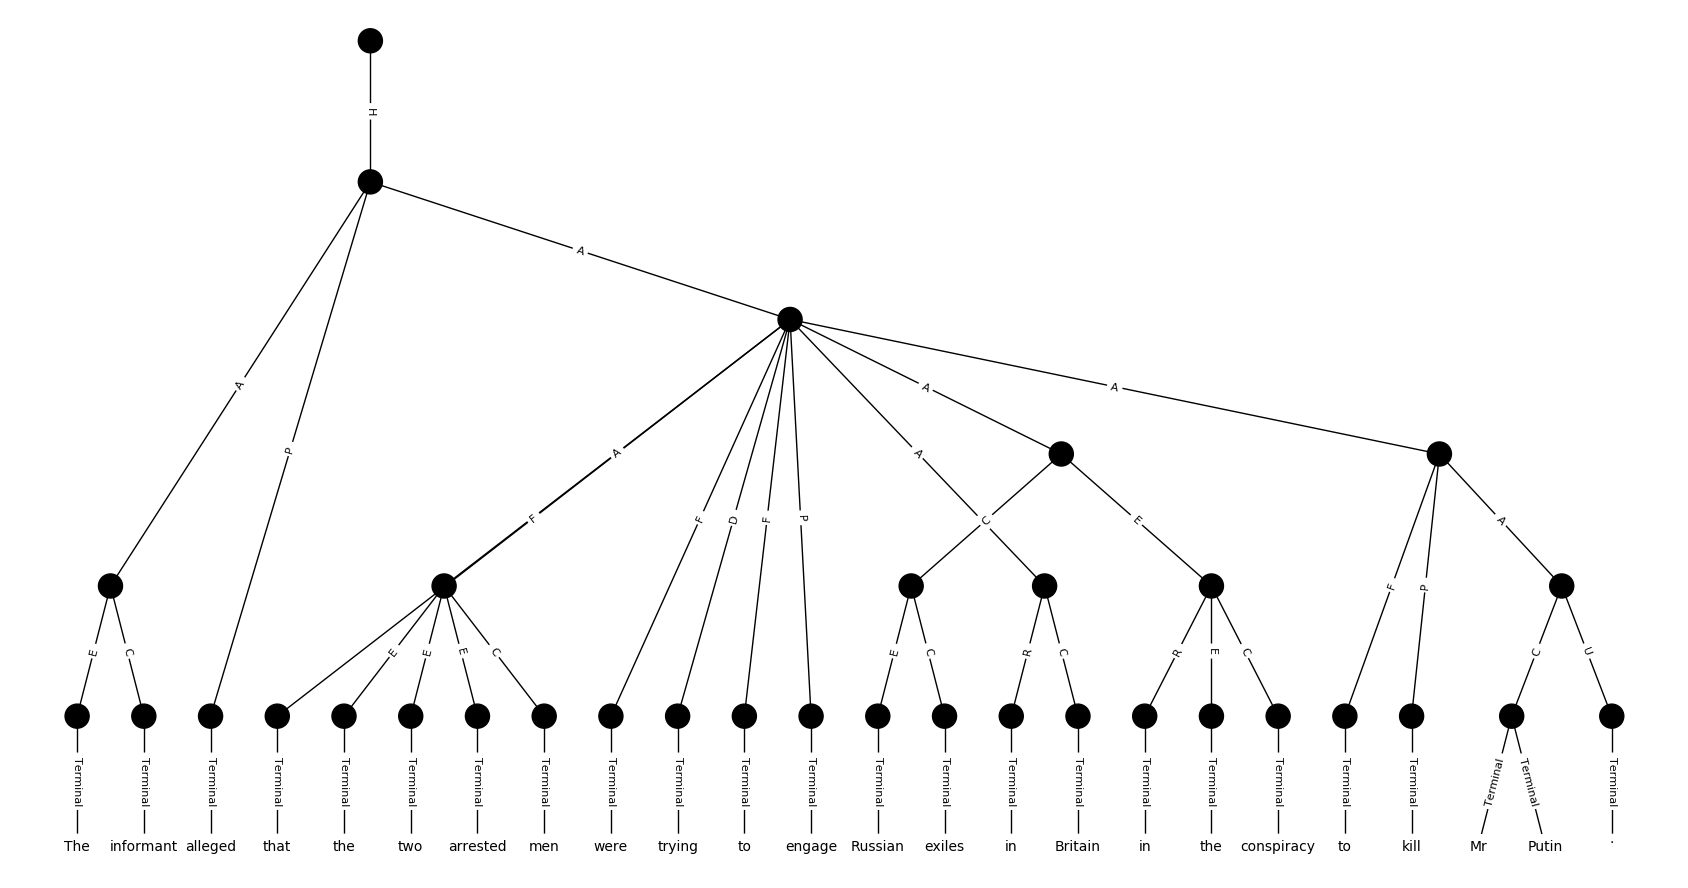 H
A
A
A
A
A
P
A
A
F
F
D
F
P
C
E
A
F
P
E
C
E
E
E
C
E
C
R
C
R
E
C
C
U
Terminal Terminal Terminal Terminal Terminal Terminal Terminal Terminal Terminal Terminal Terminal Terminal Terminal Terminal Terminal Terminal Terminal Terminal Terminal Terminal Terminal Terminal Terminal Terminal
The informant alleged that the two arrested men were trying to engage Russian exiles in Britain in the conspiracy to kill Mr Putin .